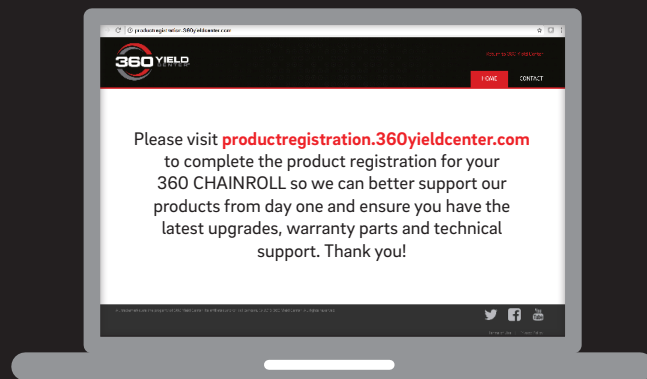 productregistration.360yieldcenter.com
360 YIELD
CENTER
HOME CONTACT
Please visit productregistration.360yieldcenter.com
to complete the product registration for your
360 CHAINROLL so we can better support our
products from day one and ensure you have the
latest upgrades, warranty parts and technical
support. Thank you!
You
Tube